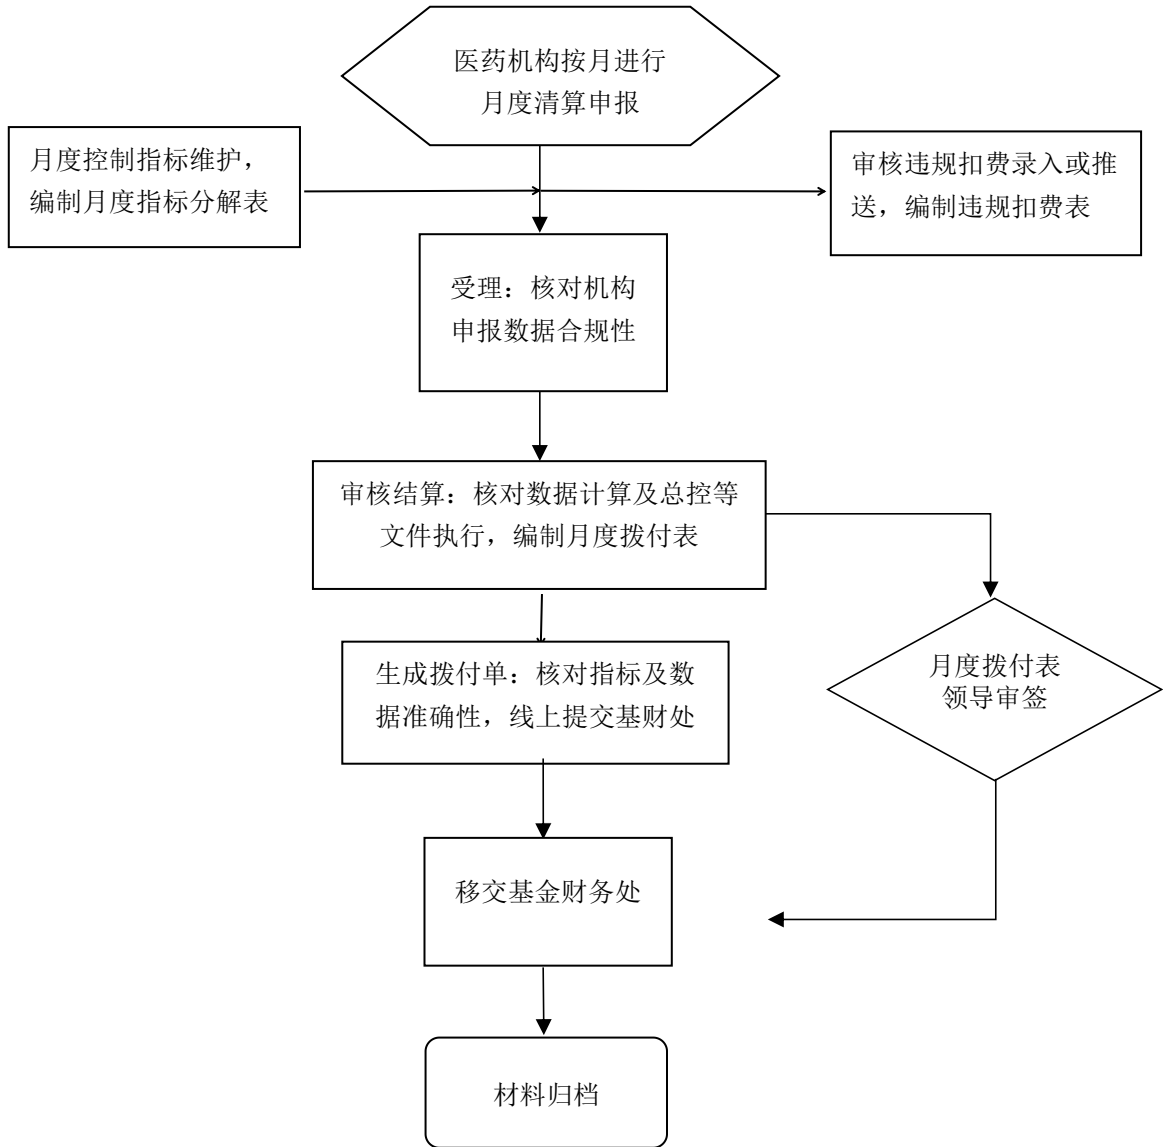 医药机构按月进行
月度清算申报
月度控制指标维护，
编制月度指标分解表
审核违规扣费录入或推
送，编制违规扣费表
受理：核对机构
申报数据合规性
审核结算：核对数据计算及总控等
文件执行，编制月度拨付表
生成拨付单：核对指标及数
据准确性，线上提交基财处
月度拨付表
领导审签
移交基金财务处
材料归档